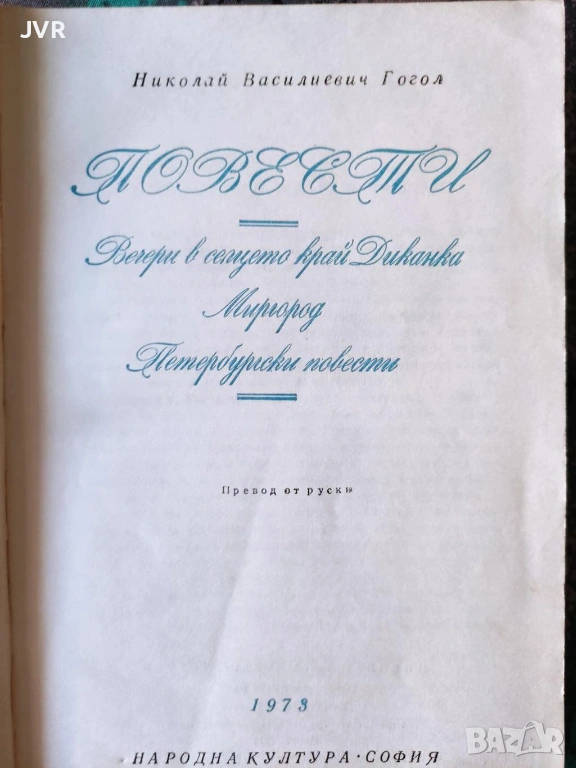 JVR
Николай Василиевич Гогол
ПОВЕСТИ
Вечери в селцето край Диканка
Миргород
Петербургски повести
Превод от руски
1973
НАРОДНА КУЛТУРА · СОФИЯ
BAZAR